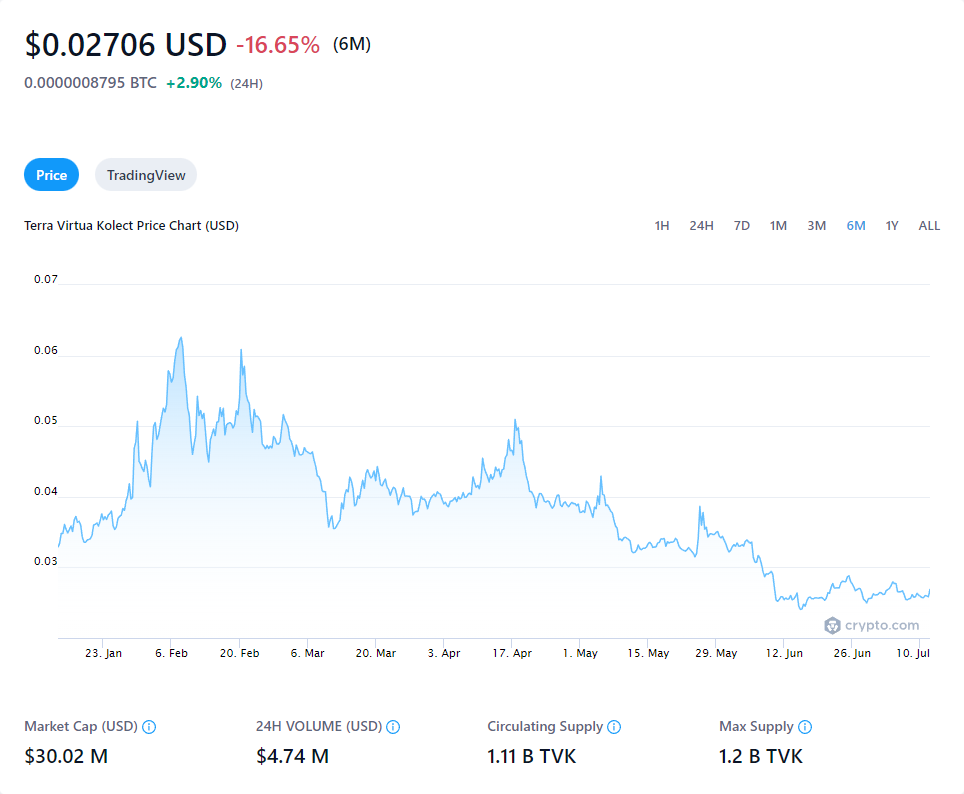 $0.02706 USD -16.65% (6M)
0.0000008795 BTC +2.90% (24H)
Price TradingView
Terra Virtua Kolect Price Chart (USD) 1H 24H 7D 1M 3M 6M 1Y ALL
0.07
0.06
0.05
0.04
0.03
crypto.com
23. Jan 6. Feb 20. Feb 6. Mar 20. Mar 3. Apr 17. Apr 1. May 15. May 29. May 12. Jun 26. Jun 10. Jul
Market Cap (USD) 24H VOLUME (USD) Circulating Supply Max Supply
$30.02 M $4.74 M 1.11 B TVK 1.2 B TVK